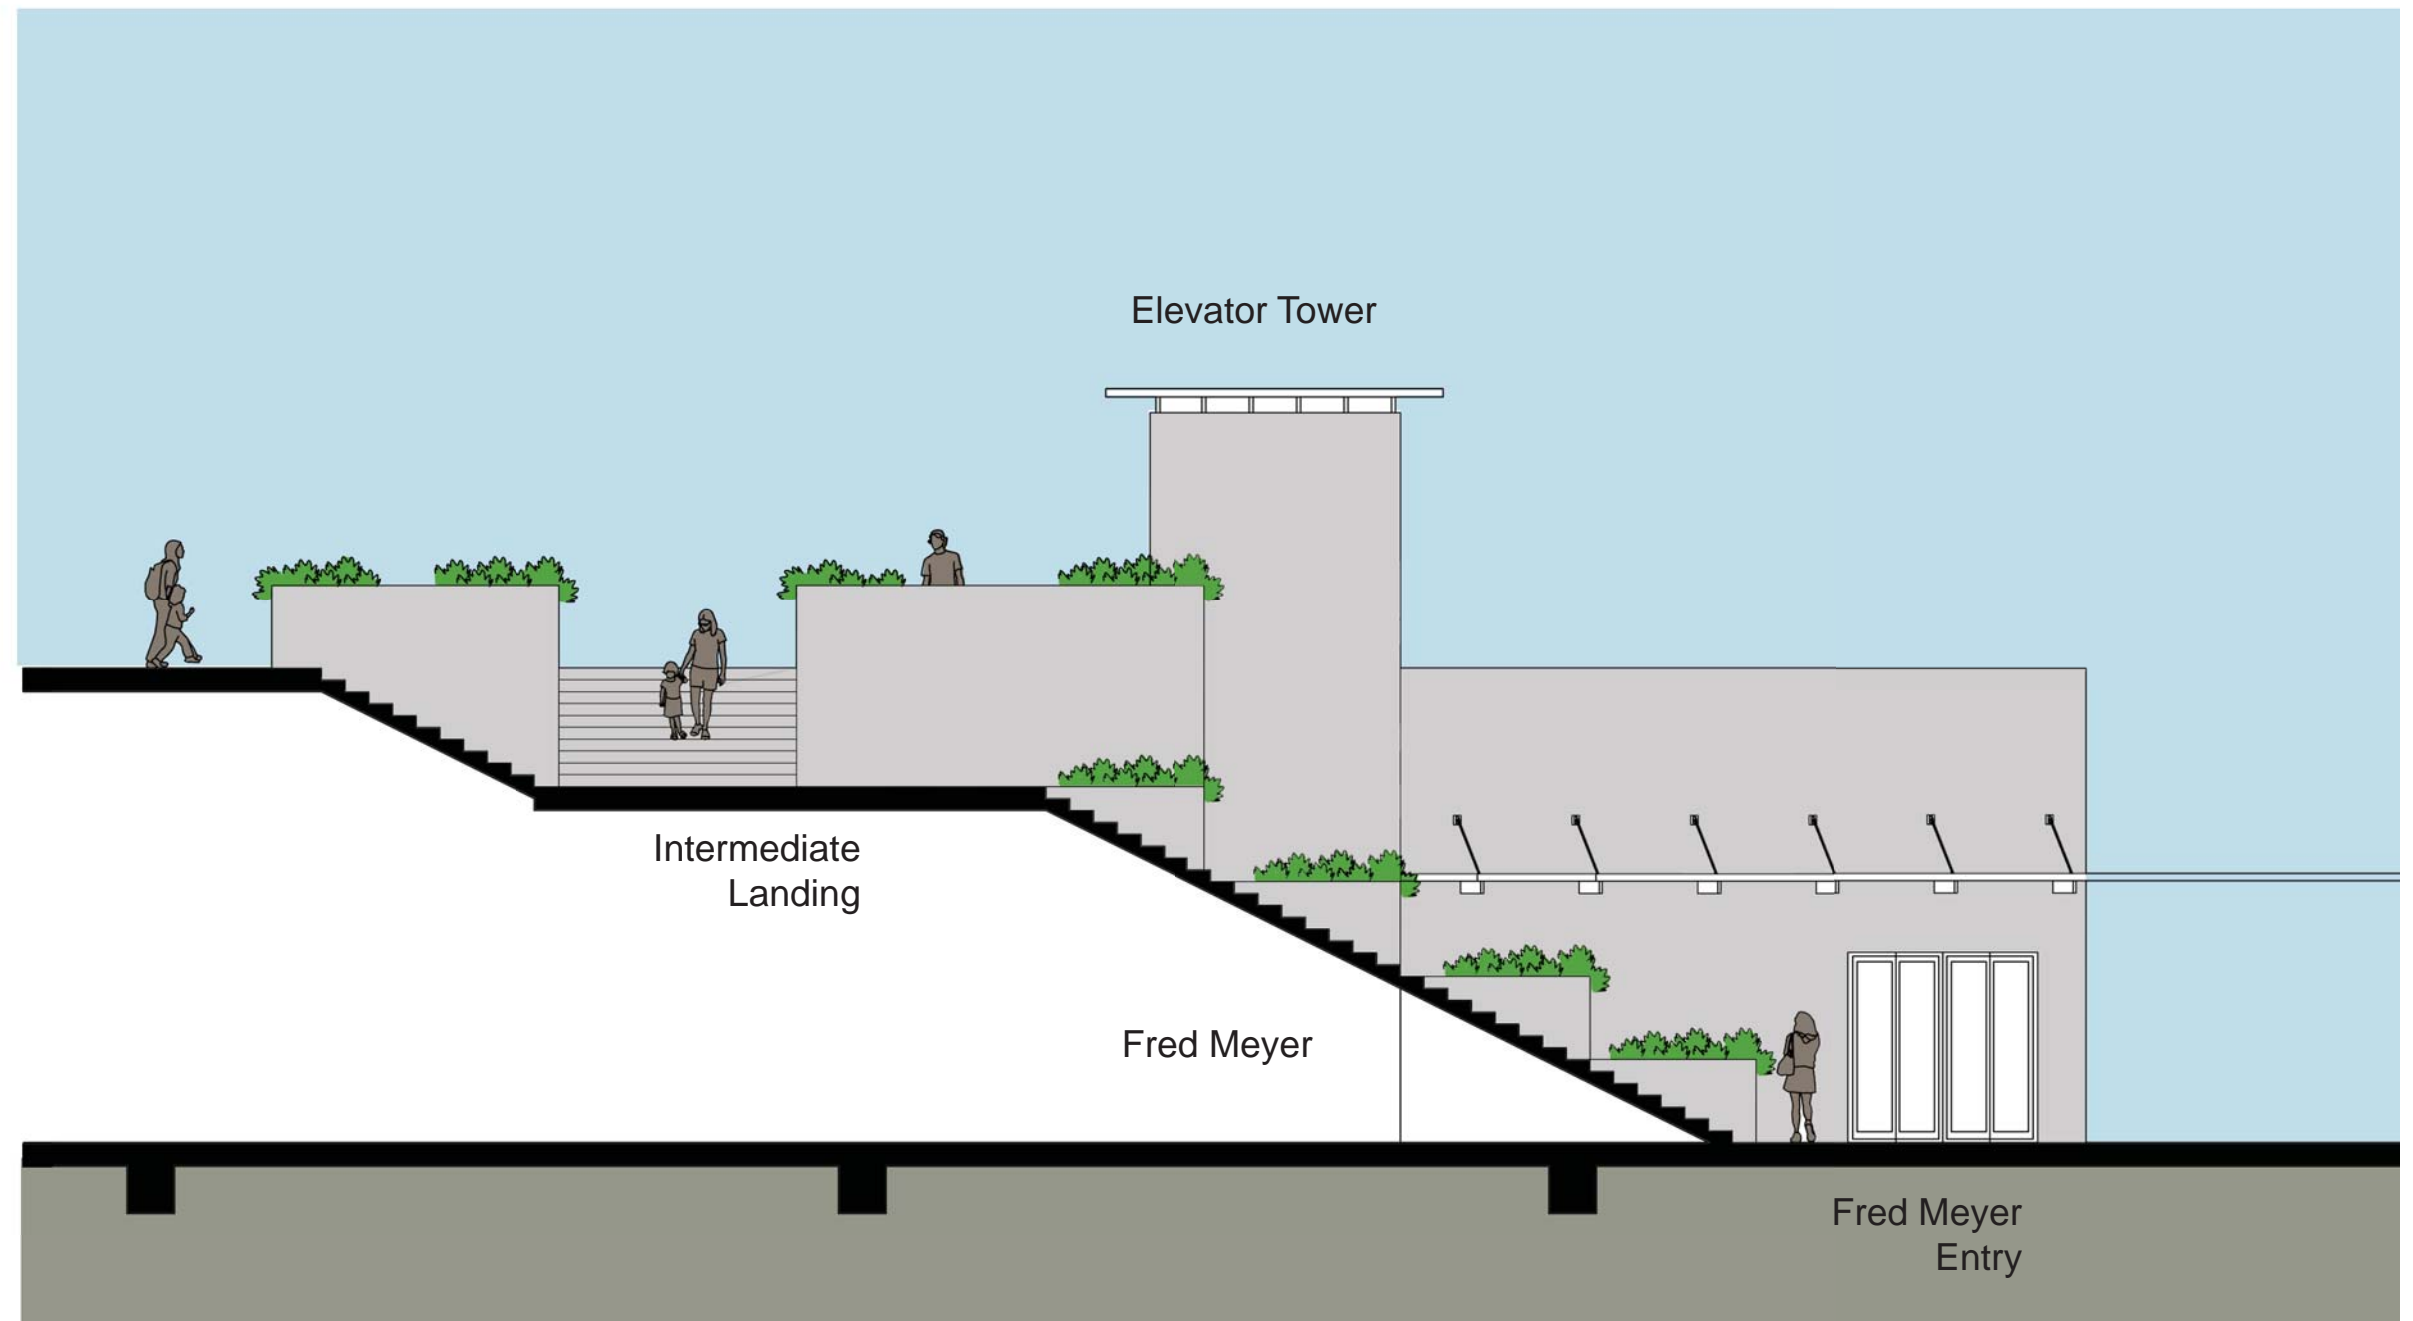 Elevator Tower
Intermediate
Landing
Fred Meyer
Fred Meyer
Entry